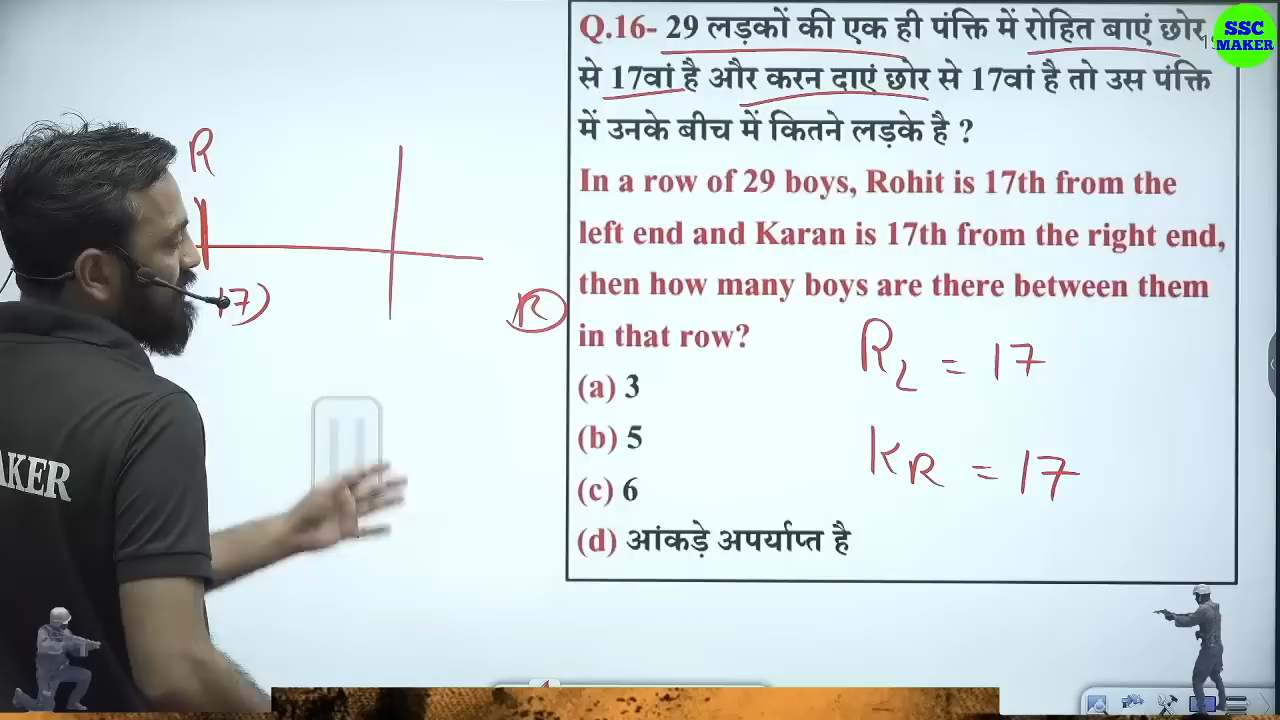 Q.16- 29 लड़कों की एक ही पंक्ति में रोहित बाएं छोर
से 17वां है और करन दाएं छोर से 17वां है तो उस पंक्ति
में उनके बीच में कितने लड़के है ?
In a row of 29 boys, Rohit is 17th from the
left end and Karan is 17th from the right end,
then how many boys are there between them
in that row?
(a) 3
(b) 5
(c) 6
(d) आंकड़े अपर्याप्त है
R_L = 17
K_R = 17
R
17)
R
SSC
MAKER
AKER